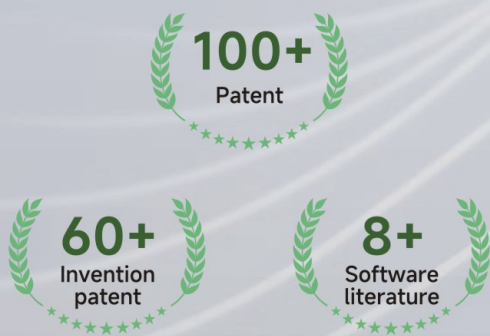 100+
Patent
60+
Invention
patent
8+
Software
literature